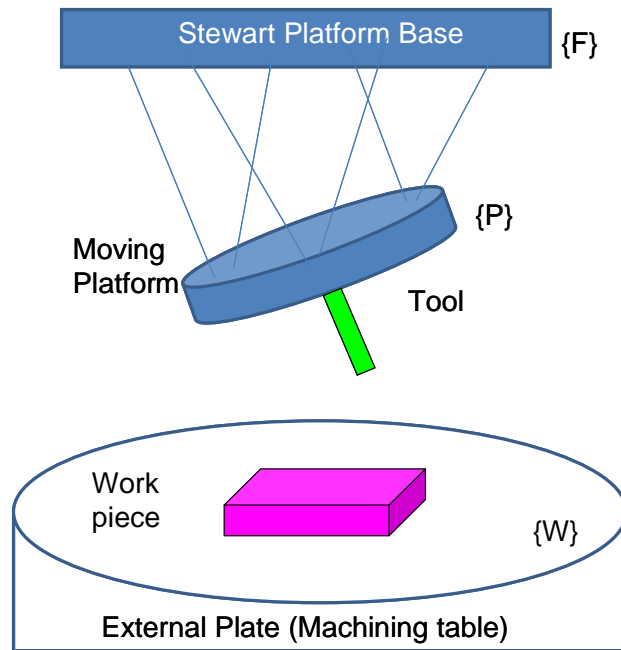 Stewart Platform Base
{F}
{P}
Moving
Platform
Tool
Work
piece
{W}
External Plate (Machining table)